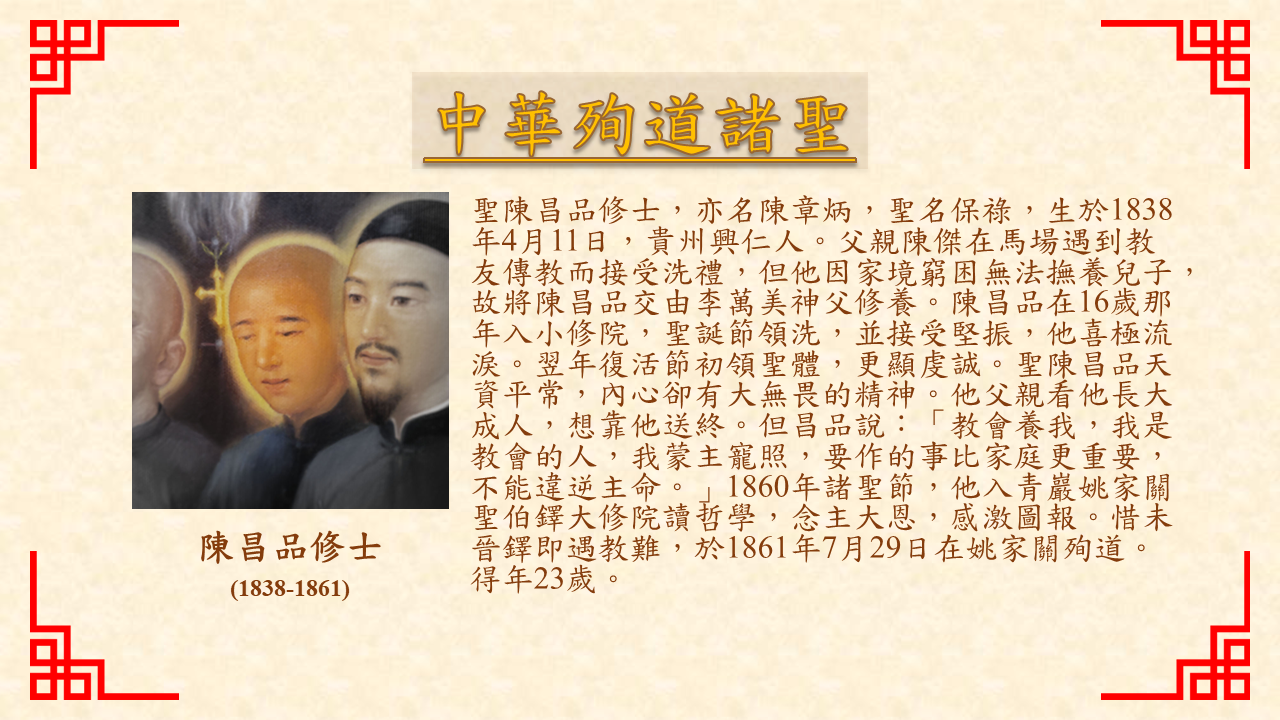 中華殉道諸聖
聖陳昌品修士，亦名陳章炳，聖名保祿，生於1838
年4月11日，貴州興仁人。父親陳傑在馬場遇到教
友傳教而接受洗禮，但他因家境窮困無法撫養兒子，
故將陳昌品交由李萬美神父修養。陳昌品在16歲那
年入小修院，聖誕節領洗，並接受堅振，他喜極流
淚。翌年復活節初領聖體，更顯虔誠。聖陳昌品天
資平常，內心卻有大無畏的精神。他父親看他長大
成人，想靠他送終。但昌品說：「教會養我，我是
教會的人，我蒙主寵照，要作的事比家庭更重要，
不能違逆主命。」1860年諸聖節，他入青巖姚家關
聖伯鐸大修院讀哲學，念主大恩，感激圖報。惜未
晉鐸即遇教難，於1861年7月29日在姚家關殉道。
得年23歲。
陳昌品修士
(1838-1861)